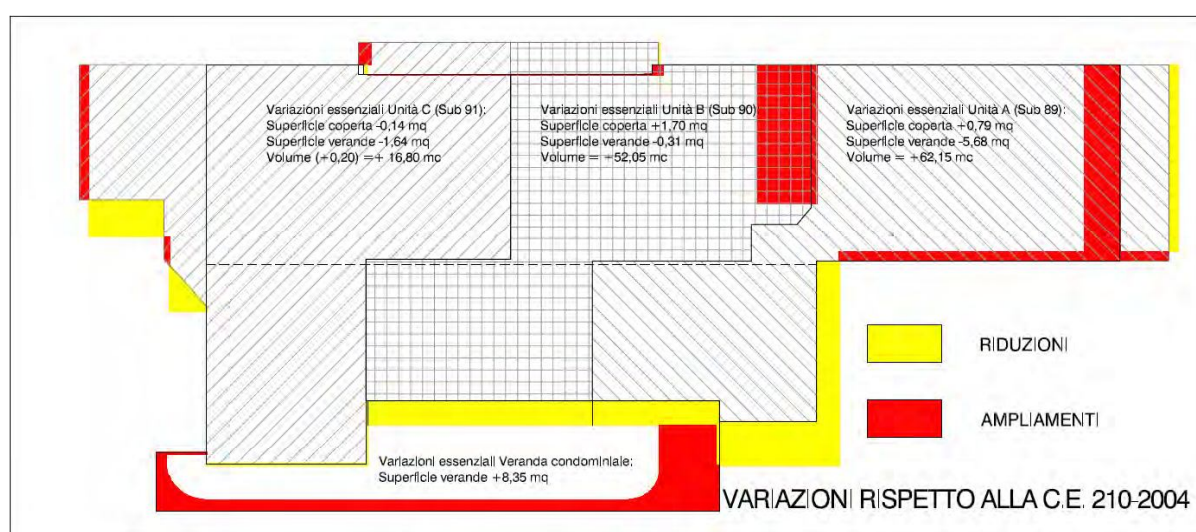 Variazioni essenziali Unità C (Sub 91):
Superficie coperta -0,14 mq
Superficie verande -1,64 mq
Volume (+0,20) =+ 16,80 mc
Variazioni essenziali Unità B (Sub 90)
Superficie coperta +1,70 mq
Superficie verande -0,31 mq
Volume = +52,05 mc
Variazioni essenziali Unità A (Sub 89):
Superficie coperta +0,79 mq
Superficie verande -5,68 mq
Volume = +62,15 mc
RIDUZIONI
AMPLIAMENTI
Variazioni essenziali Veranda condominiale:
Superficie verande +8,35 mq
VARIAZIONI RISPETTO ALLA C.E. 210-2004